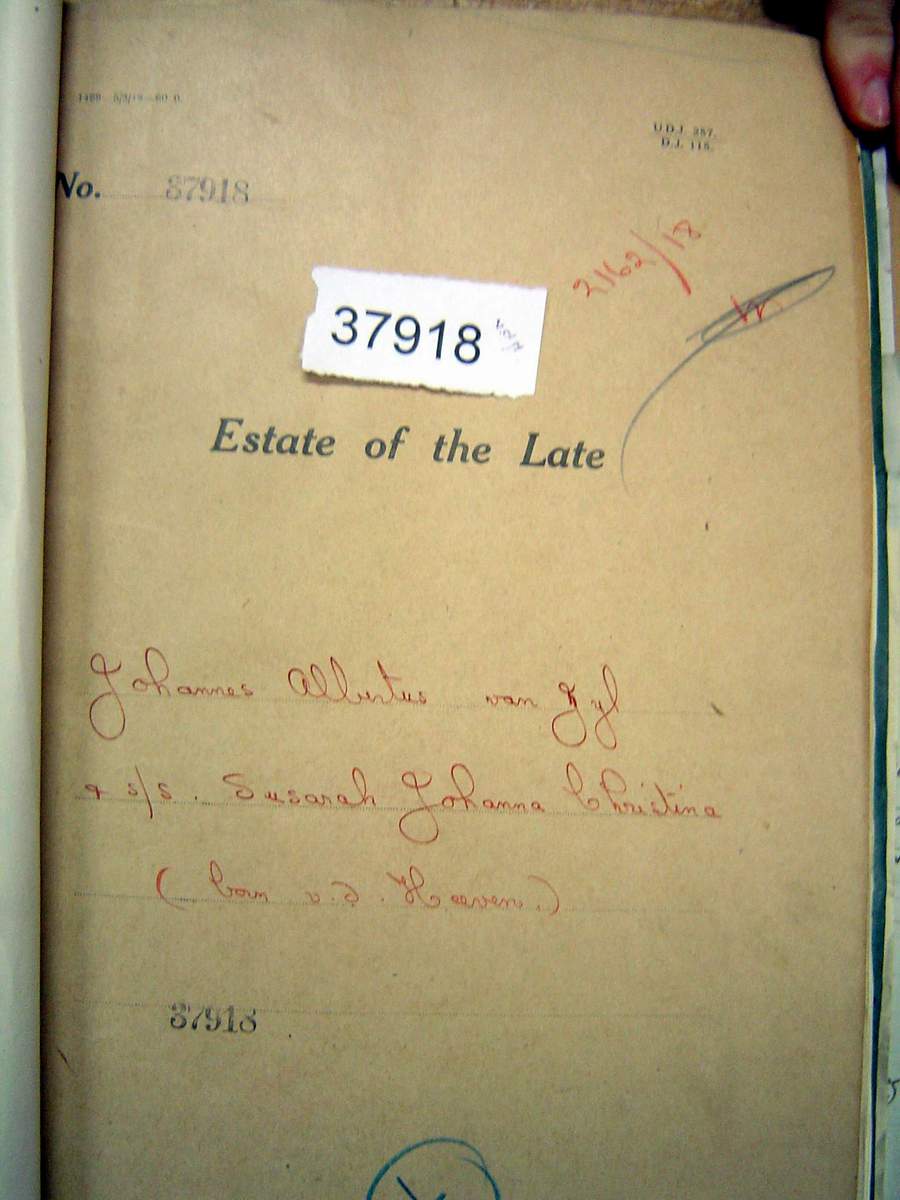 U.D.J. 257.
D.J. 115.
No. 37918
2162/18
37918
Estate of the Late
Johannes Albertus van Zyl
& s/s. Susarah Johanna Christina
(born v.d. Heeven.)
37918